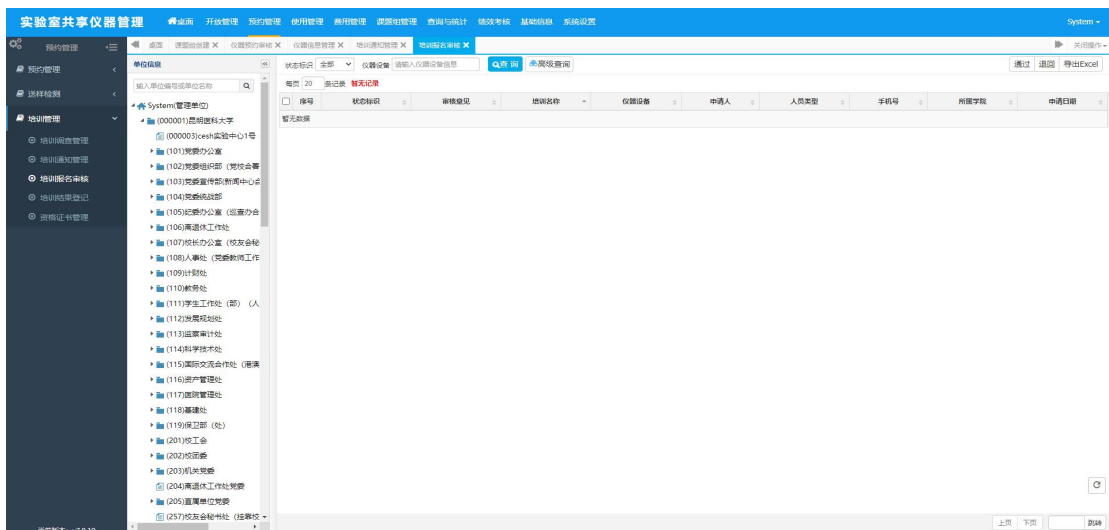 实验室共享仪器管理 桌面 开放管理 预约管理 使用管理 费用管理 课题组管理 查询与统计 绩效考核 基础信息 系统设置 System
预约管理 桌面 课题组创建 仪器预约审核 仪器信息管理 培训通知管理 培训报名审核 关闭操作
预约管理
送样检测
培训管理
培训调查管理
培训通知管理
培训报名审核
培训结果登记
资格证书管理
单位信息
输入单位编号或单位名称
System(管理单位)
(000001)昆明医科大学
(000003)cesh实验中心1号
(101)党委办公室
(102)党委组织部（党校合署
(103)党委宣传部(新闻中心合
(104)党委统战部
(105)纪委办公室（巡查办合
(106)离退休工作处
(107)校长办公室（校友会秘
(108)人事处（党委教师工作
(109)计财处
(110)教务处
(111)学生工作处（部）（人
(112)发展规划处
(113)监察审计处
(114)科学技术处
(115)国际交流合作处（港澳
(116)资产管理处
(117)医院管理处
(118)基建处
(119)保卫部（处）
(201)校工会
(202)校团委
(203)机关党委
(204)离退休工作处党委
(205)直属单位党委
(257)校友会秘书处（挂靠校
状态标识 全部 仪器设备 请输入仪器设备信息 查 询 高级查询 通过 退回 导出Excel
每页 20 条记录 暂无记录
序号 状态标识 审核意见 培训名称 仪器设备 申请人 人员类型 手机号 所属学院 申请日期
暂无数据
上页 下页 跳转